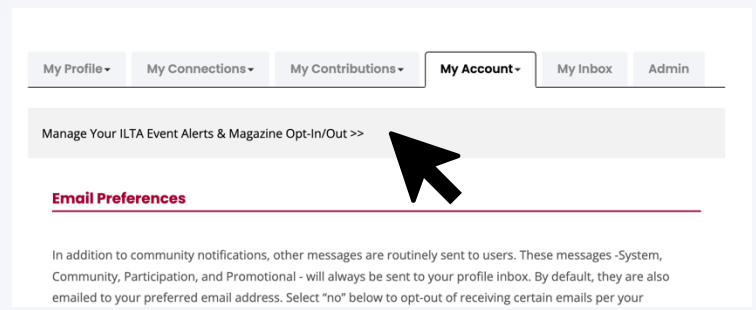 My Profile My Connections My Contributions My Account My Inbox Admin
Manage Your ILTA Event Alerts & Magazine Opt-In/Out >>
Email Preferences
In addition to community notifications, other messages are routinely sent to users. These messages -System,
Community, Participation, and Promotional - will always be sent to your profile inbox. By default, they are also
emailed to your preferred email address. Select “no” below to opt-out of receiving certain emails per your